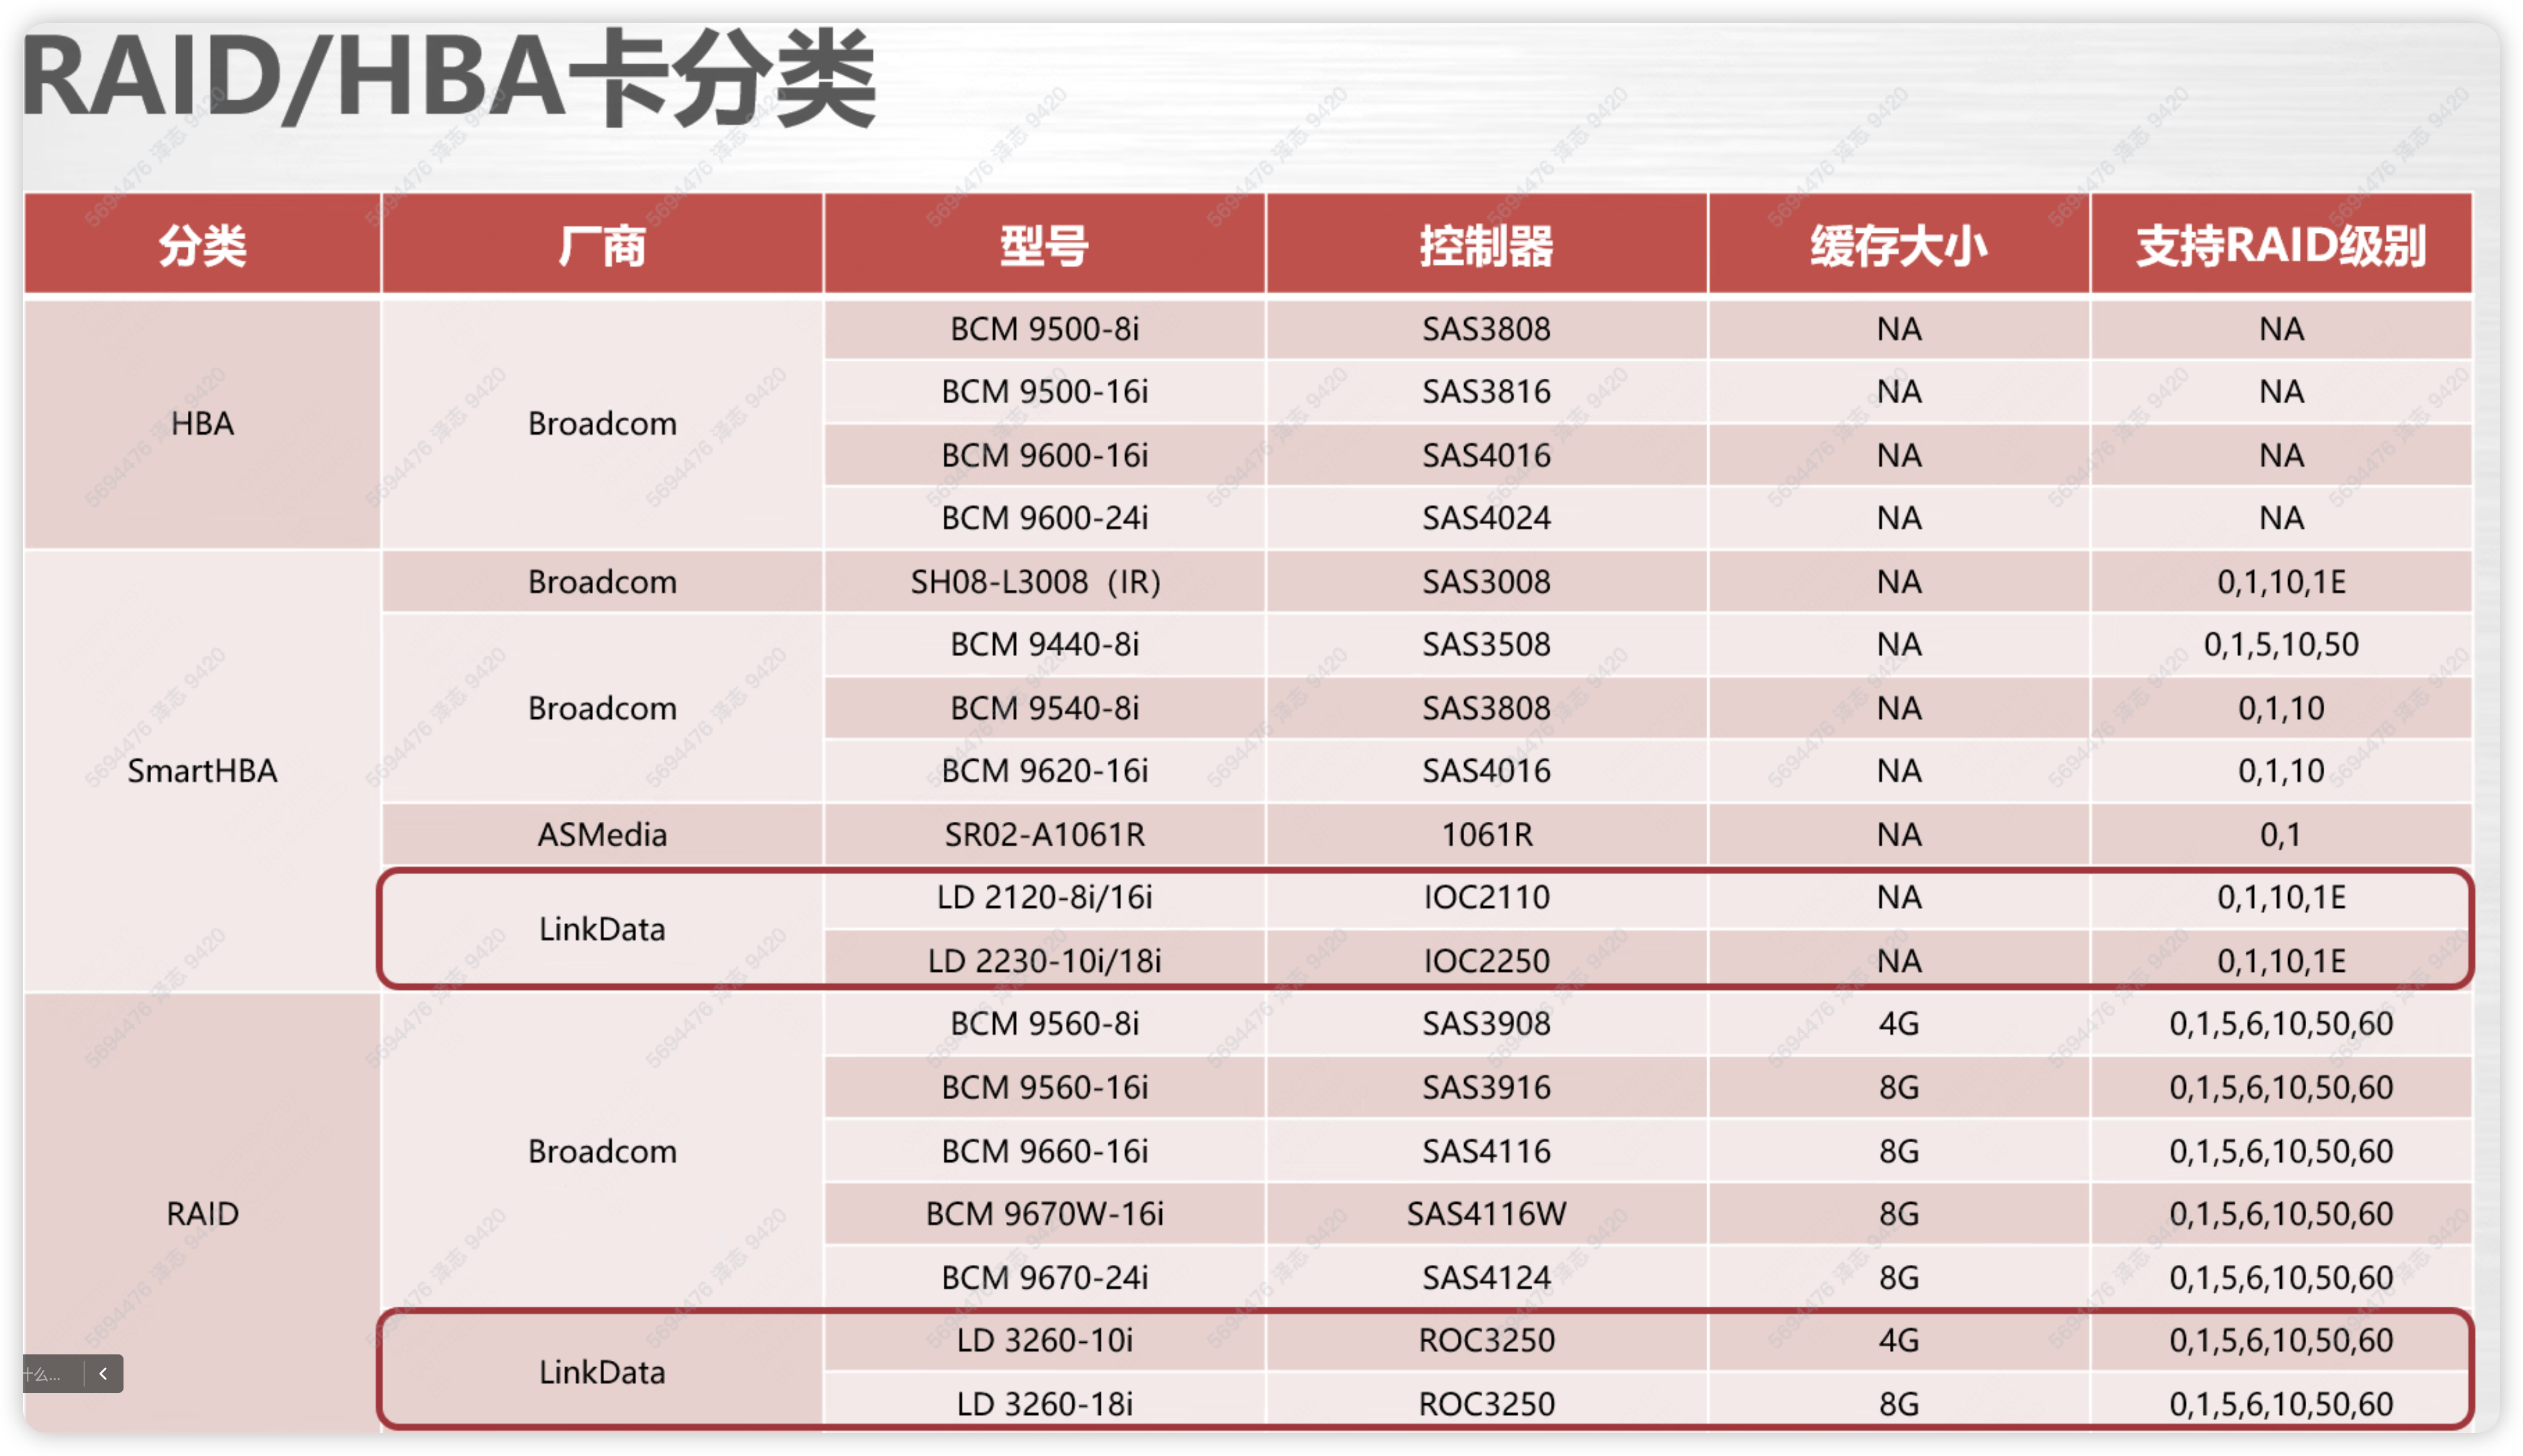 RAID/HBA卡分类
分类 厂商 型号 控制器 缓存大小 支持RAID级别
HBA Broadcom BCM 9500-8i SAS3808 NA NA
BCM 9500-16i SAS3816 NA NA
BCM 9600-16i SAS4016 NA NA
BCM 9600-24i SAS4024 NA NA
SmartHBA Broadcom SH08-L3008（IR） SAS3008 NA 0,1,10,1E
Broadcom BCM 9440-8i SAS3508 NA 0,1,5,10,50
BCM 9540-8i SAS3808 NA 0,1,10
BCM 9620-16i SAS4016 NA 0,1,10
ASMedia SR02-A1061R 1061R NA 0,1
LinkData LD 2120-8i/16i IOC2110 NA 0,1,10,1E
LD 2230-10i/18i IOC2250 NA 0,1,10,1E
RAID Broadcom BCM 9560-8i SAS3908 4G 0,1,5,6,10,50,60
BCM 9560-16i SAS3916 8G 0,1,5,6,10,50,60
BCM 9660-16i SAS4116 8G 0,1,5,6,10,50,60
BCM 9670W-16i SAS4116W 8G 0,1,5,6,10,50,60
BCM 9670-24i SAS4124 8G 0,1,5,6,10,50,60
LinkData LD 3260-10i ROC3250 4G 0,1,5,6,10,50,60
LD 3260-18i ROC3250 8G 0,1,5,6,10,50,60
什么...
5694476 泽志 9420